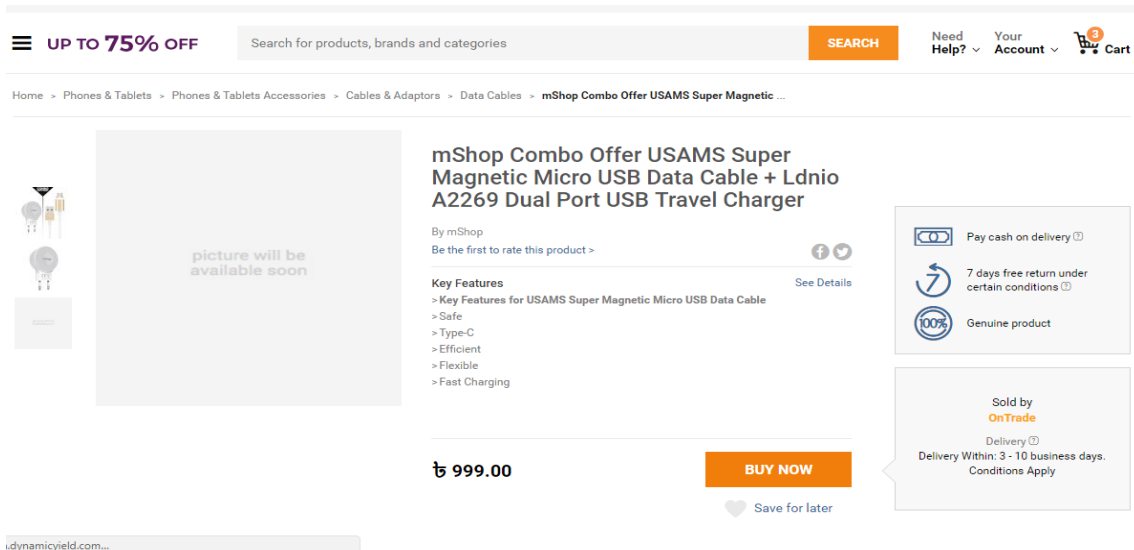 UP TO 75% OFF
Search for products, brands and categories
SEARCH
Need
Help?
Your
Account
3
Cart
Home > Phones & Tablets > Phones & Tablets Accessories > Cables & Adaptors > Data Cables > mShop Combo Offer USAMS Super Magnetic ...
picture will be
available soon
mShop Combo Offer USAMS Super
Magnetic Micro USB Data Cable + Ldnio
A2269 Dual Port USB Travel Charger
By mShop
Be the first to rate this product >
Key Features
See Details
> Key Features for USAMS Super Magnetic Micro USB Data Cable
> Safe
> Type-C
> Efficient
> Flexible
> Fast Charging
৳ 999.00
BUY NOW
Save for later
Pay cash on delivery ?
7
7 days free return under
certain conditions ?
100%
Genuine product
Sold by
OnTrade
Delivery ?
Delivery Within: 3 - 10 business days.
Conditions Apply
.dynamicyield.com...